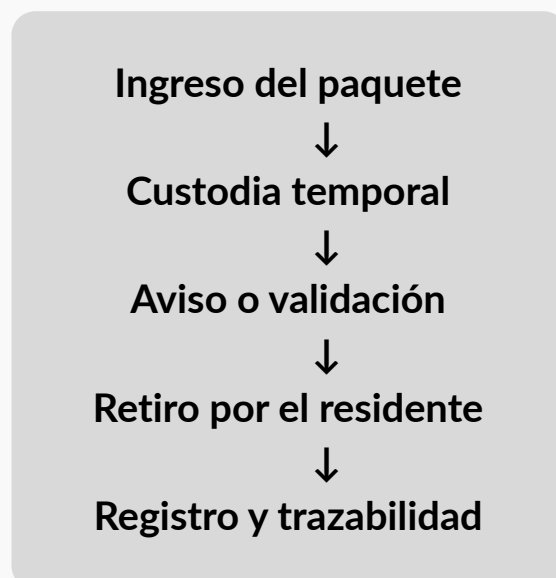 Ingreso del paquete
↓
Custodia temporal
↓
Aviso o validación
↓
Retiro por el residente
↓
Registro y trazabilidad